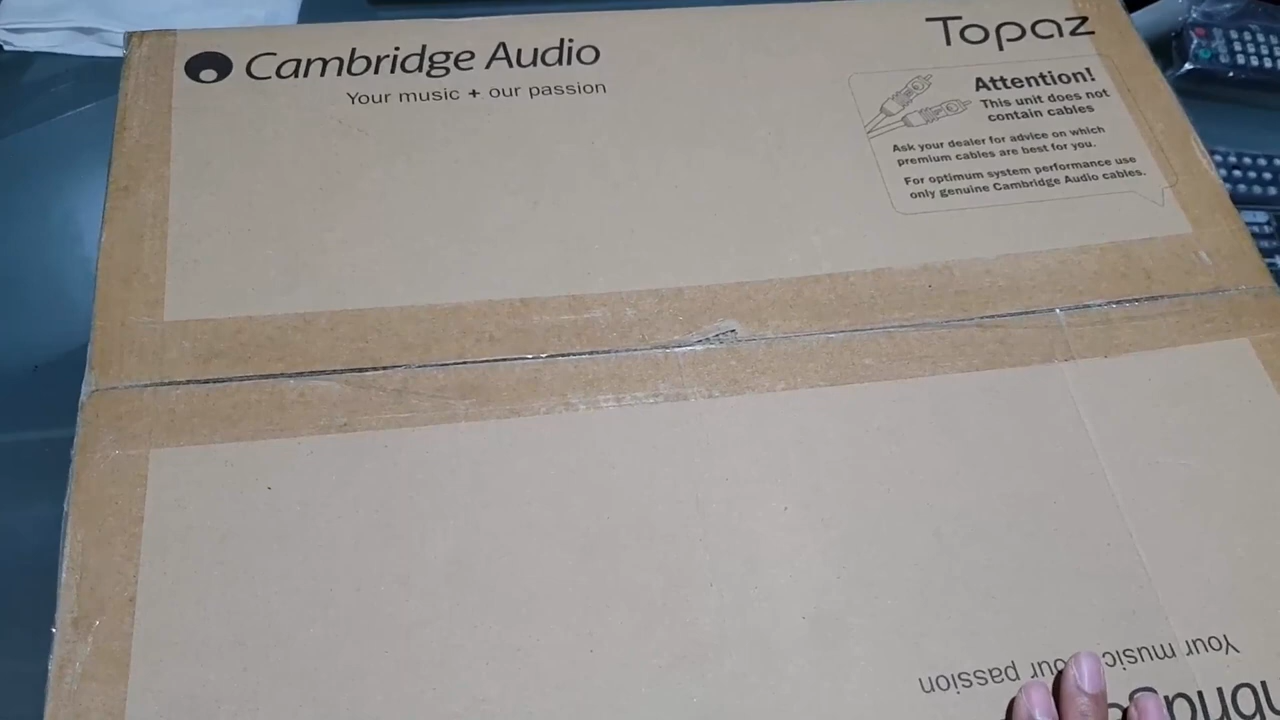 Cambridge Audio
Your music + our passion
Topaz
Attention!
This unit does not
contain cables
Ask your dealer for advice on which
premium cables are best for you.
For optimum system performance use
only genuine Cambridge Audio cables.
Your music our passion